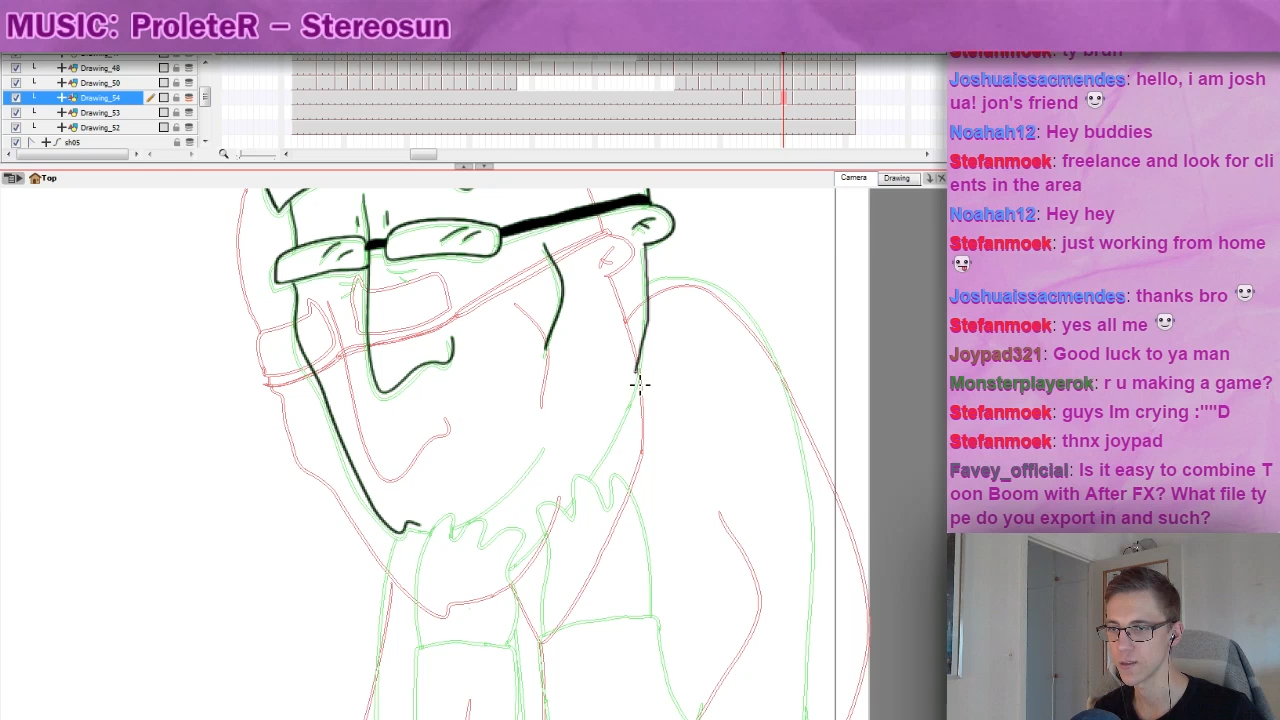 MUSIC: ProleteR – Stereosun
Drawing_48
Drawing_50
Drawing_54
Drawing_53
Drawing_52
sh05
Top
Camera
Drawing
Stefanmoek: ty bruh
Joshuaissacmendes: hello, i am josh
ua! jon's friend
Noahah12: Hey buddies
Stefanmoek: freelance and look for cli
ents in the area
Noahah12: Hey hey
Stefanmoek: just working from home
Joshuaissacmendes: thanks bro
Stefanmoek: yes all me
Joypad321: Good luck to ya man
Monsterplayerok: r u making a game?
Stefanmoek: guys Im crying :""D
Stefanmoek: thnx joypad
Favey_official: Is it easy to combine T
oon Boom with After FX? What file ty
pe do you export in and such?